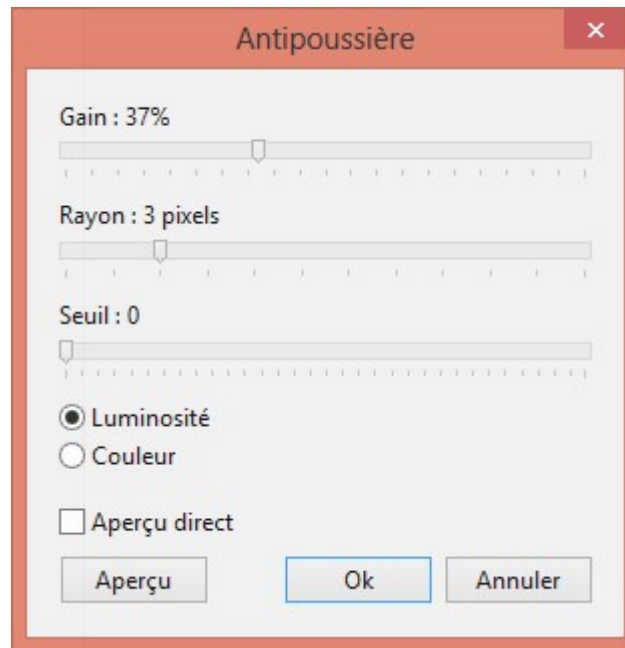 Antipoussière
Gain : 37%
Rayon : 3 pixels
Seuil : 0
Luminosité
Couleur
Aperçu direct
Aperçu Ok Annuler